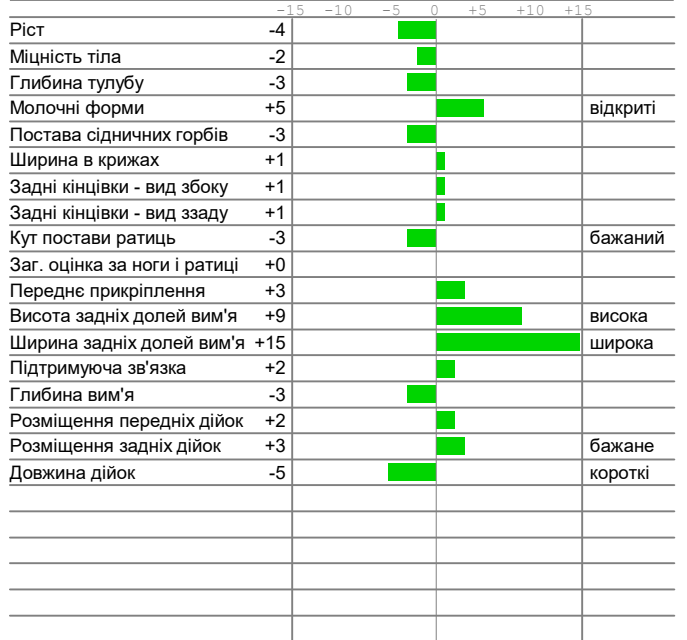 -15 -10 -5 0 +5 +10 +15
Ріст -4
Міцність тіла -2
Глибина тулубу -3
Молочні форми +5 відкриті
Постава сідничних горбів -3
Ширина в крижах +1
Задні кінцівки - вид збоку +1
Задні кінцівки - вид ззаду +1
Кут постави ратиць -3 бажаний
Заг. оцінка за ноги і ратиці +0
Переднє прикріплення +3
Висота задніх долей вим'я +9 висока
Ширина задніх долей вим'я +15 широка
Підтримуюча зв'язка +2
Глибина вим'я -3
Розміщення передніх дійок +2
Розміщення задніх дійок +3 бажане
Довжина дійок -5 короткі